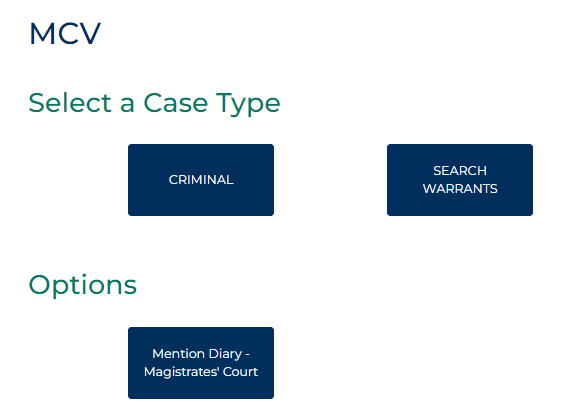 MCV
Select a Case Type
CRIMINAL
SEARCH
WARRANTS
Options
Mention Diary -
Magistrates' Court